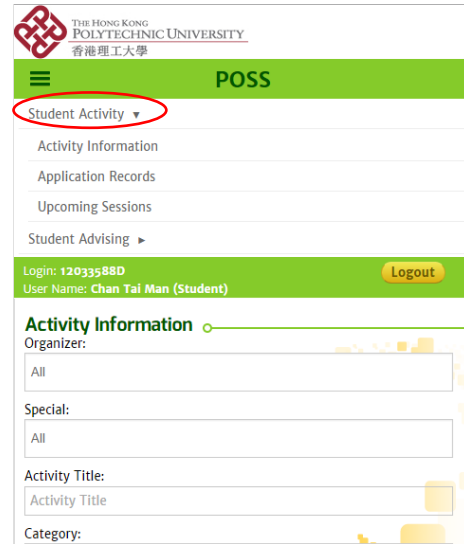 THE HONG KONG
POLYTECHNIC UNIVERSITY
香港理工大學
POSS
Student Activity ▼
Activity Information
Application Records
Upcoming Sessions
Student Advising ►
Login: 12033588D
Logout
User Name: Chan Tai Man (Student)
Activity Information
Organizer:
All
Special:
All
Activity Title:
Activity Title
Category: